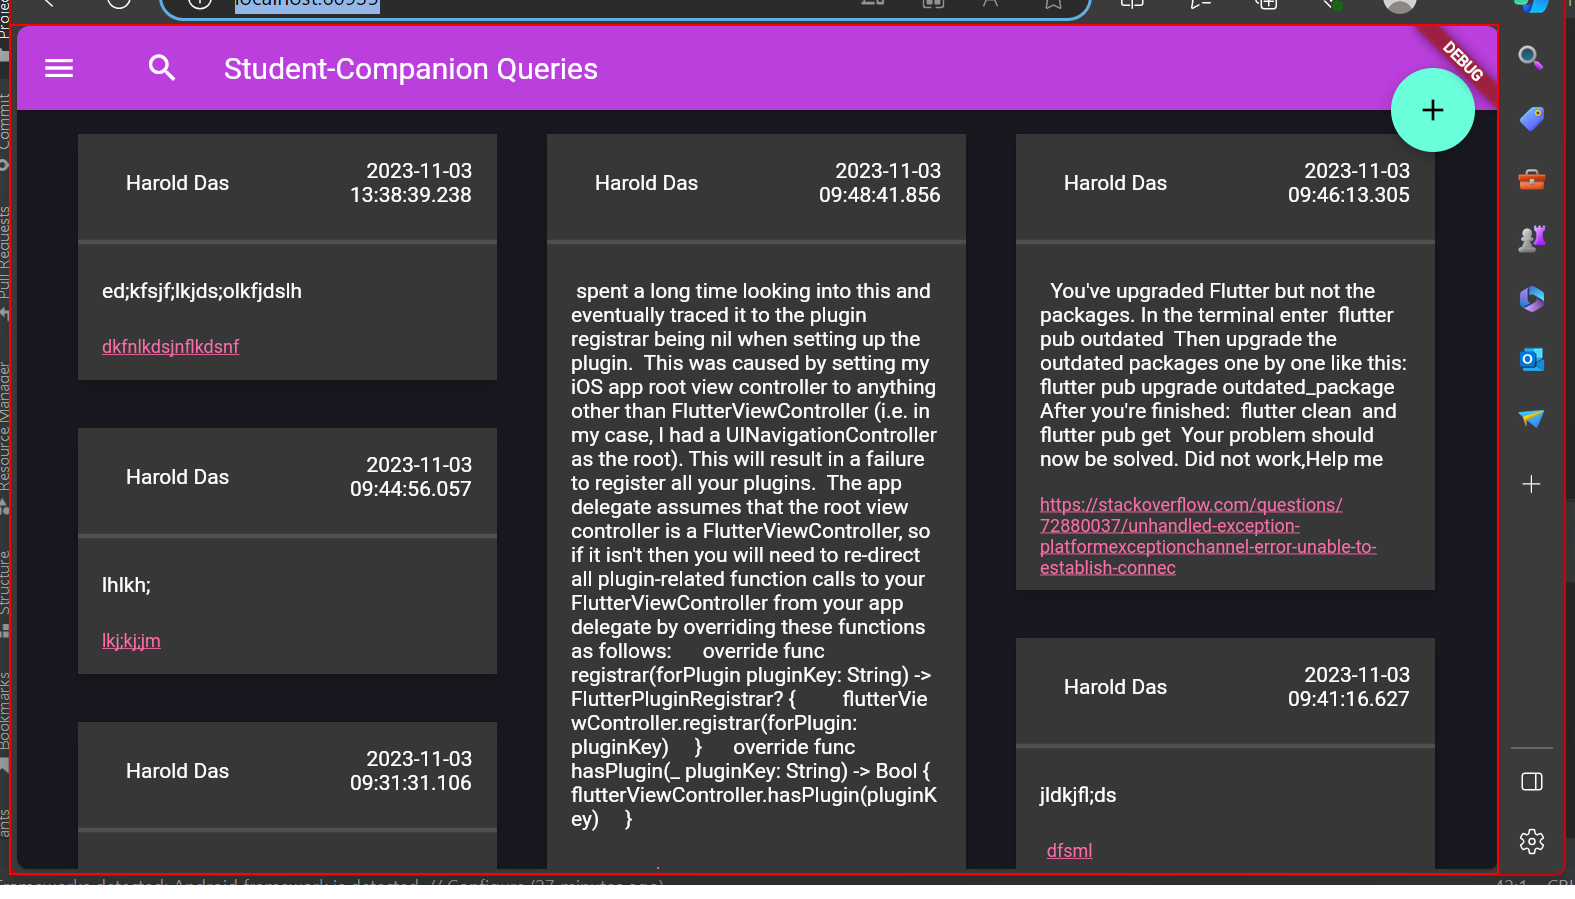 localhost:60955
Student-Companion Queries
DEBUG
Harold Das
2023-11-03
13:38:39.238
ed;kfsjf;lkjds;olkfjdslh
dkfnlkdsjnflkdsnf
Harold Das
2023-11-03
09:44:56.057
lhlkh;
lkj;kj;jm
Harold Das
2023-11-03
09:31:31.106
Harold Das
2023-11-03
09:48:41.856
spent a long time looking into this and
eventually traced it to the plugin
registrar being nil when setting up the
plugin.  This was caused by setting my
iOS app root view controller to anything
other than FlutterViewController (i.e. in
my case, I had a UINavigationController
as the root). This will result in a failure
to register all your plugins.  The app
delegate assumes that the root view
controller is a FlutterViewController, so
if it isn't then you will need to re-direct
all plugin-related function calls to your
FlutterViewController from your app
delegate by overriding these functions
as follows:      override func
registrar(forPlugin pluginKey: String) ->
FlutterPluginRegistrar? {         flutterVie
wController.registrar(forPlugin:
pluginKey)     }      override func
hasPlugin(_ pluginKey: String) -> Bool {
flutterViewController.hasPlugin(pluginK
ey)     }
Harold Das
2023-11-03
09:46:13.305
You've upgraded Flutter but not the
packages. In the terminal enter  flutter
pub outdated  Then upgrade the
outdated packages one by one like this:
flutter pub upgrade outdated_package
After you're finished:  flutter clean  and
flutter pub get  Your problem should
now be solved. Did not work,Help me
https://stackoverflow.com/questions/
72880037/unhandled-exception-
platformexceptionchannel-error-unable-to-
establish-connec
Harold Das
2023-11-03
09:41:16.627
jldkjfl;ds
dfsml
Commit
Pull Requests
Resource Manager
Structure
Bookmarks